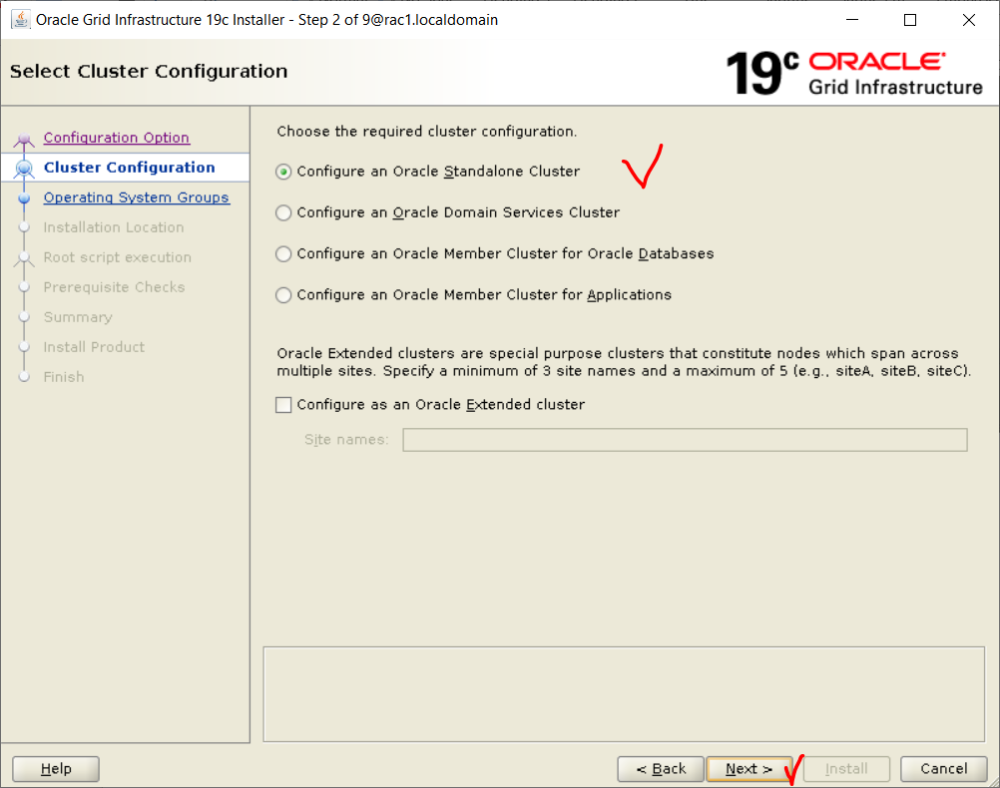 Oracle Grid Infrastructure 19c Installer - Step 2 of 9@rac1.localdomain
Select Cluster Configuration
19c ORACLE
Grid Infrastructure
Configuration Option
Cluster Configuration
Operating System Groups
Installation Location
Root script execution
Prerequisite Checks
Summary
Install Product
Finish
Choose the required cluster configuration.
Configure an Oracle Standalone Cluster
Configure an Oracle Domain Services Cluster
Configure an Oracle Member Cluster for Oracle Databases
Configure an Oracle Member Cluster for Applications
Oracle Extended clusters are special purpose clusters that constitute nodes which span across
multiple sites. Specify a minimum of 3 site names and a maximum of 5 (e.g., siteA, siteB, siteC).
Configure as an Oracle Extended cluster
Site names:
Help
< Back
Next >
Install
Cancel